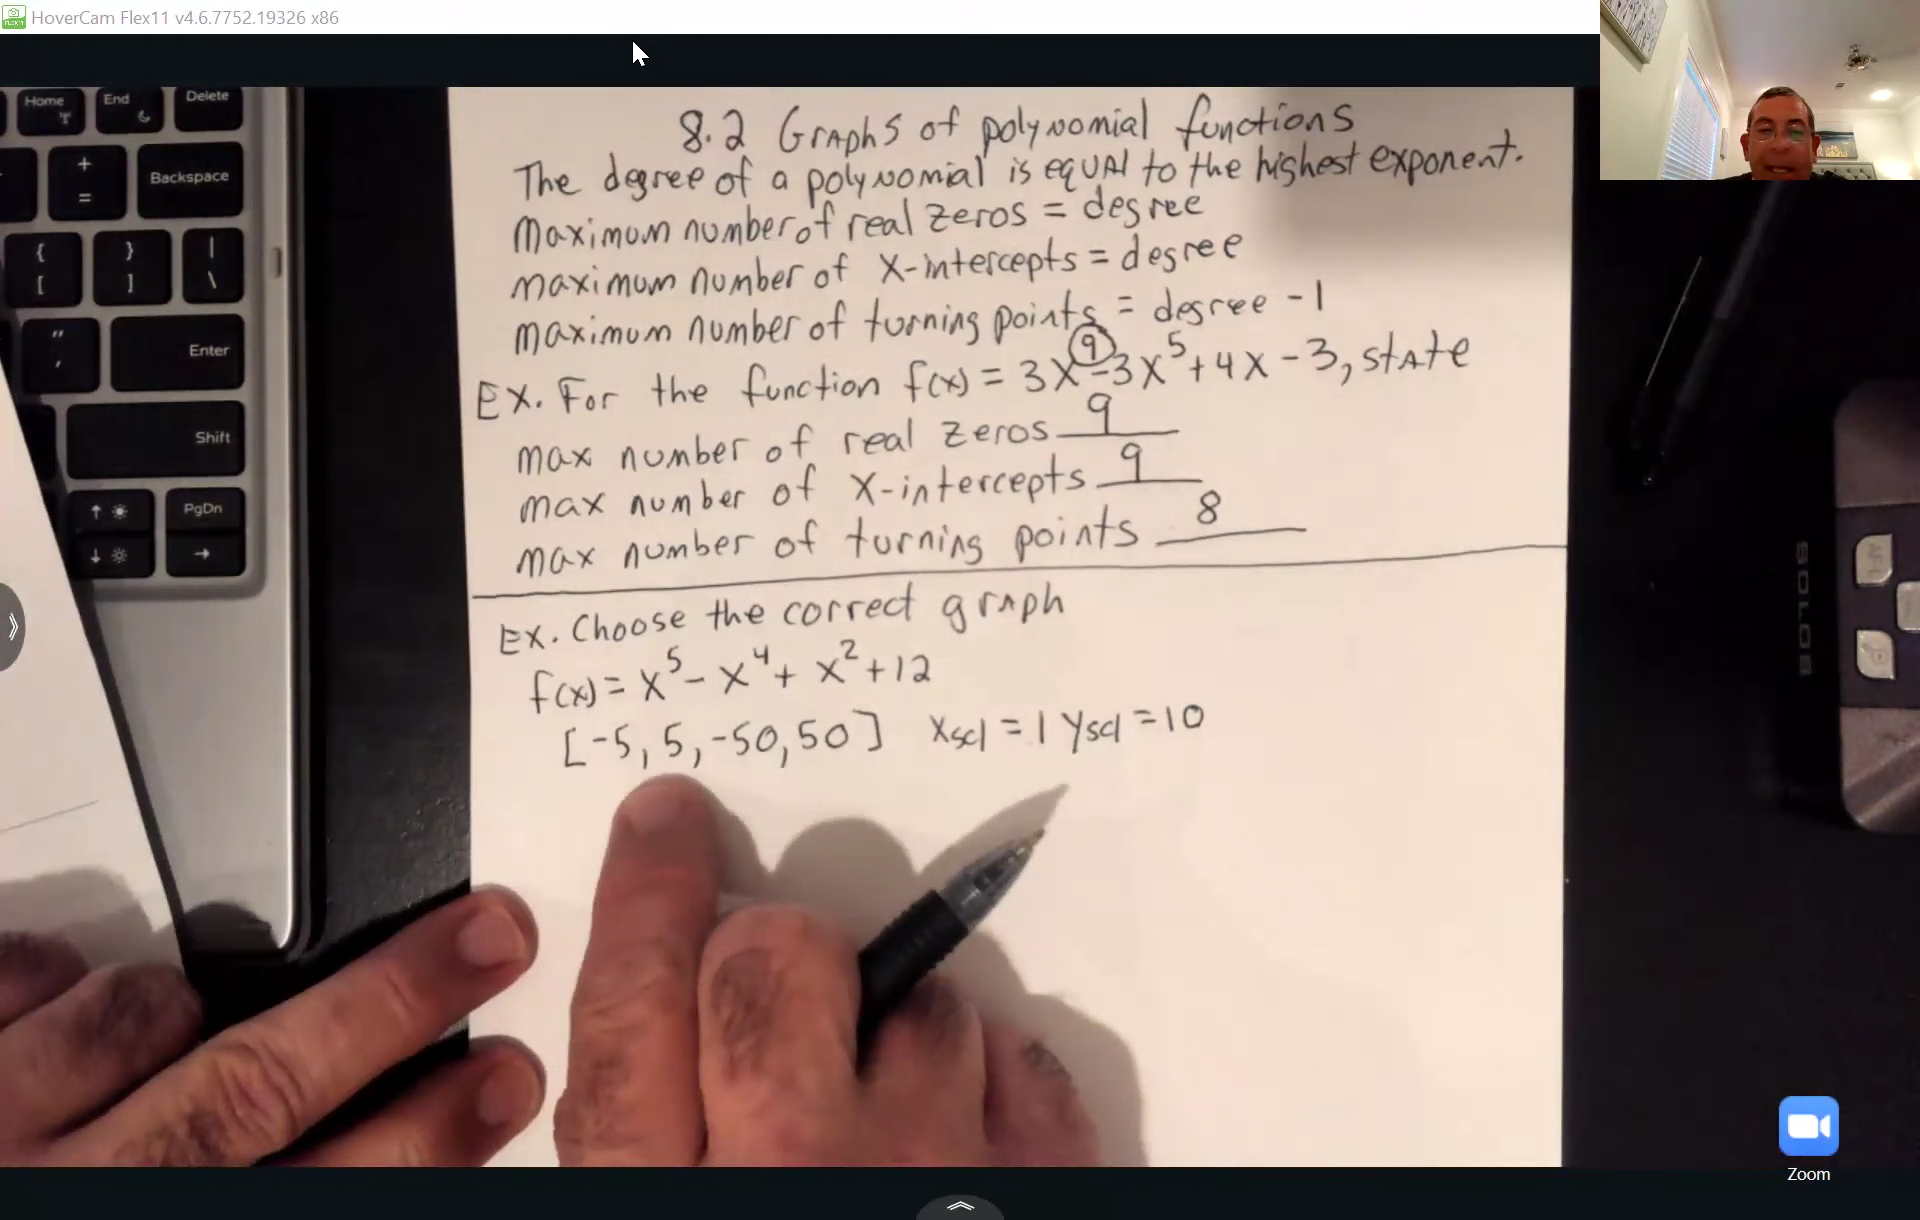 HoverCam Flex11 v4.6.7752.19326 x86
8.2 Graphs of polynomial functions
The degree of a polynomial is equal to the highest exponent.
Maximum number of real zeros = degree
maximum number of x-intercepts = degree
maximum number of turning points = degree -1
Ex. For the function f(x) = 3x⁹-3x⁵+4x-3, state
max number of real zeros 9
max number of x-intercepts 9
max number of turning points 8
Ex. Choose the correct graph
f(x) = x⁵ - x⁴ + x² + 12
[-5, 5, -50, 50] Xscl = 1 Yscl = 10
Home
End
Delete
+
=
Backspace
{
[
}
]
|
\
"
'
Enter
Shift
PgDn
Zoom